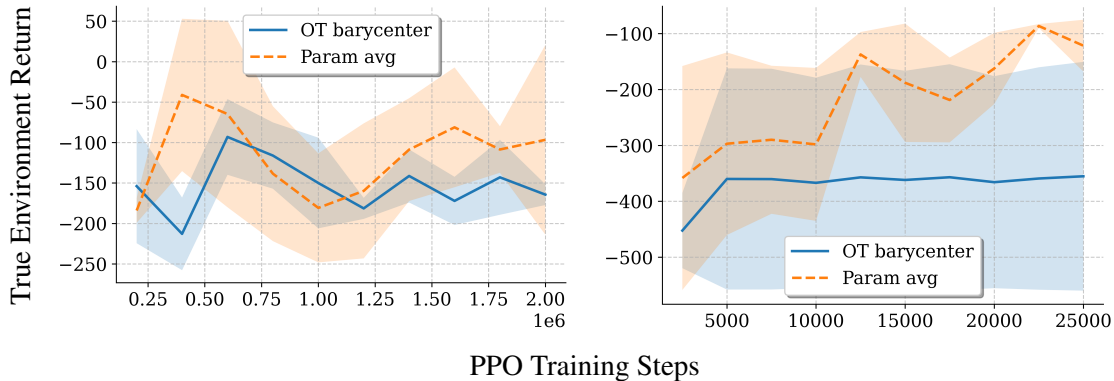 True Environment Return
50
0
−50
−100
−150
−200
−250
OT barycenter
Param avg
0.25 0.50 0.75 1.00 1.25 1.50 1.75 2.00
1e6
−100
−200
−300
−400
−500
OT barycenter
Param avg
5000 10000 15000 20000 25000
PPO Training Steps